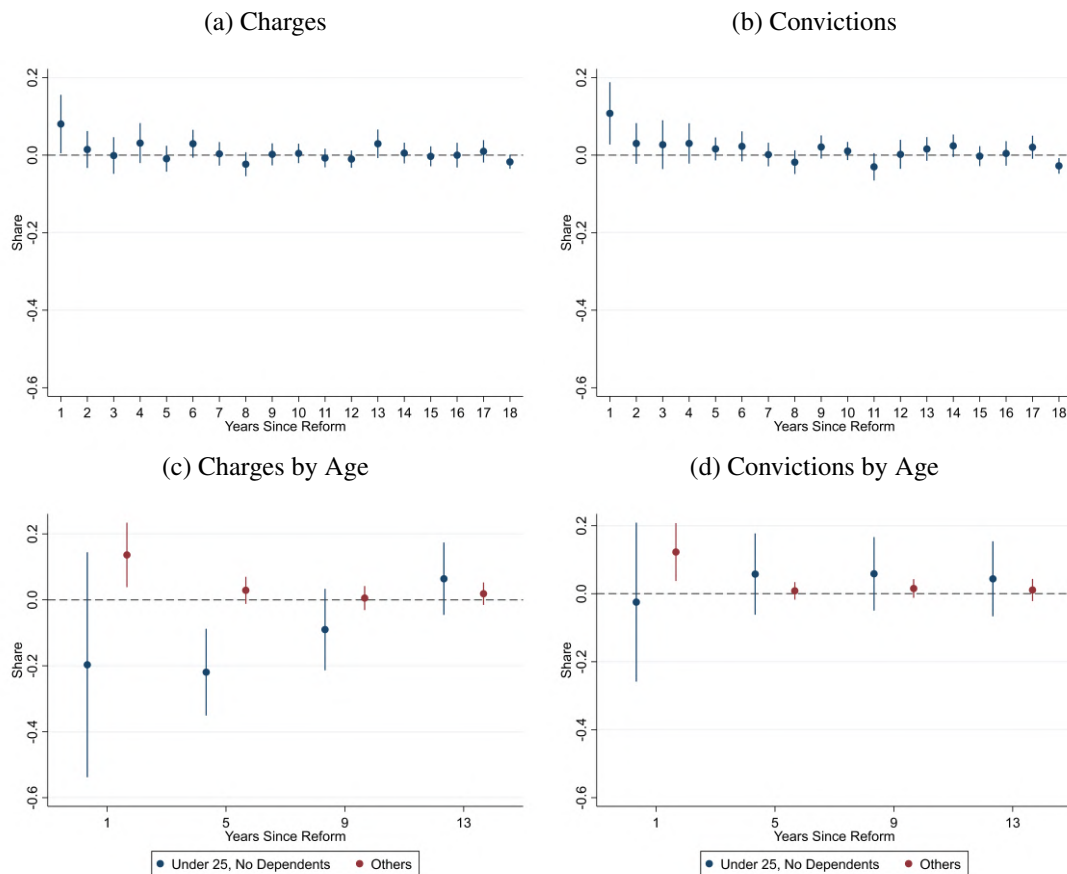 (a) Charges
Share
0.2
0.0
-0.2
-0.4
-0.6
1 2 3 4 5 6 7 8 9 10 11 12 13 14 15 16 17 18
Years Since Reform
(b) Convictions
Share
0.2
0.0
-0.2
-0.4
-0.6
1 2 3 4 5 6 7 8 9 10 11 12 13 14 15 16 17 18
Years Since Reform
(c) Charges by Age
Share
0.2
0.0
-0.2
-0.4
-0.6
1 5 9 13
Years Since Reform
Under 25, No Dependents Others
(d) Convictions by Age
Share
0.2
0.0
-0.2
-0.4
-0.6
1 5 9 13
Years Since Reform
Under 25, No Dependents Others